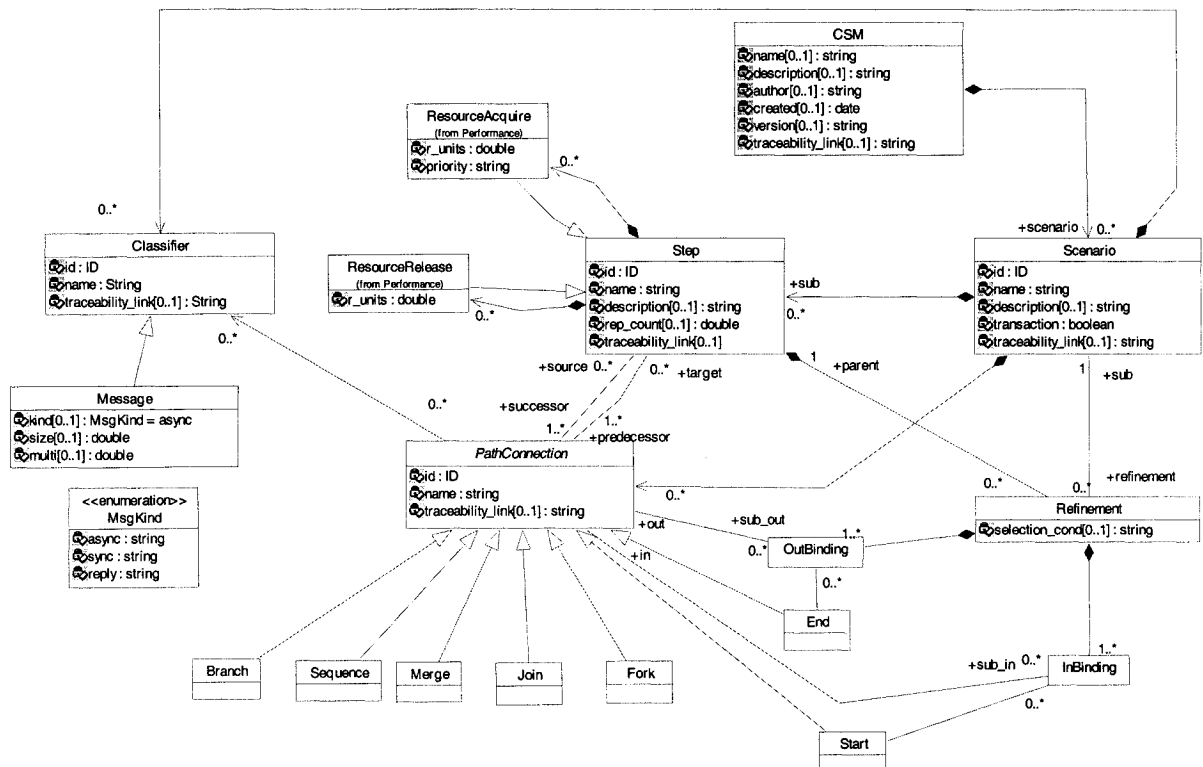 CSM
name[0..1] : string
description[0..1] : string
author[0..1] : string
created[0..1] : date
version[0..1] : string
traceability_link[0..1] : string
ResourceAcquire
(from Performance)
r_units : double
priority : string
0..*
0..*
+scenario
0..*
Classifier
id : ID
name : String
traceability_link[0..1] : String
ResourceRelease
(from Performance)
r_units : double
0..*
Step
id : ID
name : string
description[0..1] : string
rep_count[0..1] : double
traceability_link[0..1]
+sub
0..*
Scenario
id : ID
name : string
description[0..1] : string
transaction : boolean
traceability_link[0..1] : string
0..*
+source
0..*
0..*
+target
1
+parent
1
+sub
Message
kind[0..1] : MsgKind = async
size[0..1] : double
multi[0..1] : double
0..*
+successor
1..*
1..*
+predecessor
PathConnection
id : ID
name : string
traceability_link[0..1] : string
0..*
0..*
0..*
+refinement
Refinement
selection_cond[0..1] : string
<<enumeration>>
MsgKind
async : string
sync : string
reply : string
+out
+in
+sub_out
0..*
1..*
OutBinding
0..*
End
Branch
Sequence
Merge
Join
Fork
+sub_in
0..*
1..*
InBinding
0..*
Start